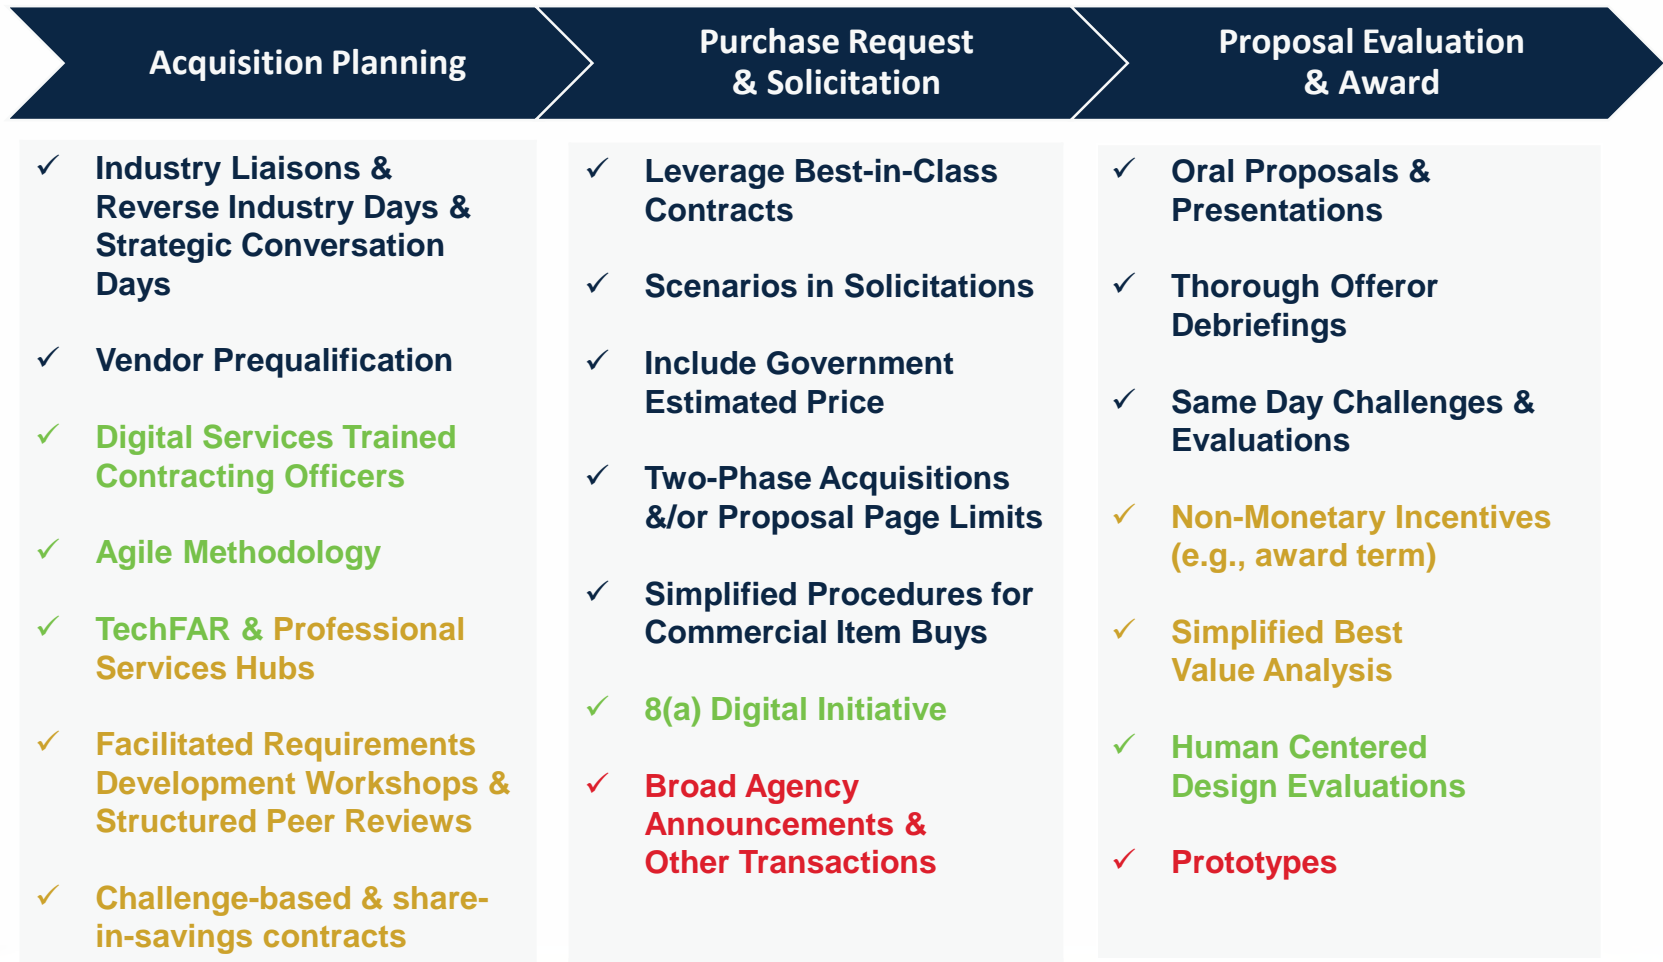 Acquisition Planning
Purchase Request
& Solicitation
Proposal Evaluation
& Award
✓ Industry Liaisons &
Reverse Industry Days &
Strategic Conversation
Days
✓ Vendor Prequalification
✓ Digital Services Trained
Contracting Officers
✓ Agile Methodology
✓ TechFAR & Professional
Services Hubs
✓ Facilitated Requirements
Development Workshops &
Structured Peer Reviews
✓ Challenge-based & share-
in-savings contracts
✓ Leverage Best-in-Class
Contracts
✓ Scenarios in Solicitations
✓ Include Government
Estimated Price
✓ Two-Phase Acquisitions
&/or Proposal Page Limits
✓ Simplified Procedures for
Commercial Item Buys
✓ 8(a) Digital Initiative
✓ Broad Agency
Announcements &
Other Transactions
✓ Oral Proposals &
Presentations
✓ Thorough Offeror
Debriefings
✓ Same Day Challenges &
Evaluations
✓ Non-Monetary Incentives
(e.g., award term)
✓ Simplified Best
Value Analysis
✓ Human Centered
Design Evaluations
✓ Prototypes